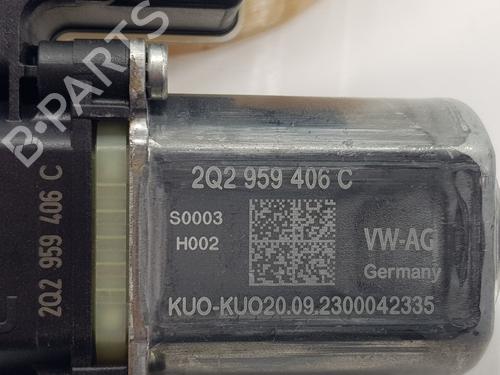 B-PARTS
2Q2 959 406 C
2Q2 959 406 C
S0003
H002
VW-AG
Germany
KUO-KUO20.09.2300042335